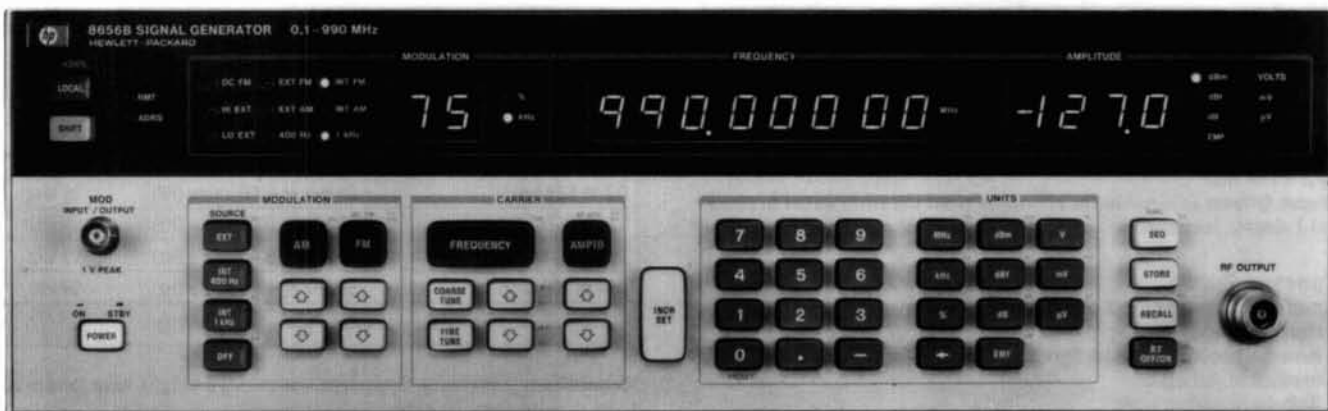 hp 8656B SIGNAL GENERATOR 0.1-990 MHz
HEWLETT-PACKARD
MODULATION FREQUENCY AMPLITUDE
LOCAL
SHIFT
RMT
ADRS
DC FM EXT FM INT FM
HI EXT EXT AM INT AM
LO EXT 400 Hz 1 kHz
75 % kHz
990.00000 00 MHz
-127.0
dBm VOLTS
dBf mV
dB µV
EMF
MOD
INPUT/OUTPUT
1 V PEAK
ON STBY
POWER
MODULATION
SOURCE
EXT
INT
400 Hz
INT
1 kHz
OFF
AM FM
CARRIER
FREQUENCY AMPTD
COARSE
TUNE
FINE
TUNE
INCR
SET
UNITS
7 8 9 MHz dBm V
4 5 6 kHz dBf mV
1 2 3 % dB µV
0 . − ← EMF
SEQ
STORE
RECALL
RF
OFF/ON
RF OUTPUT